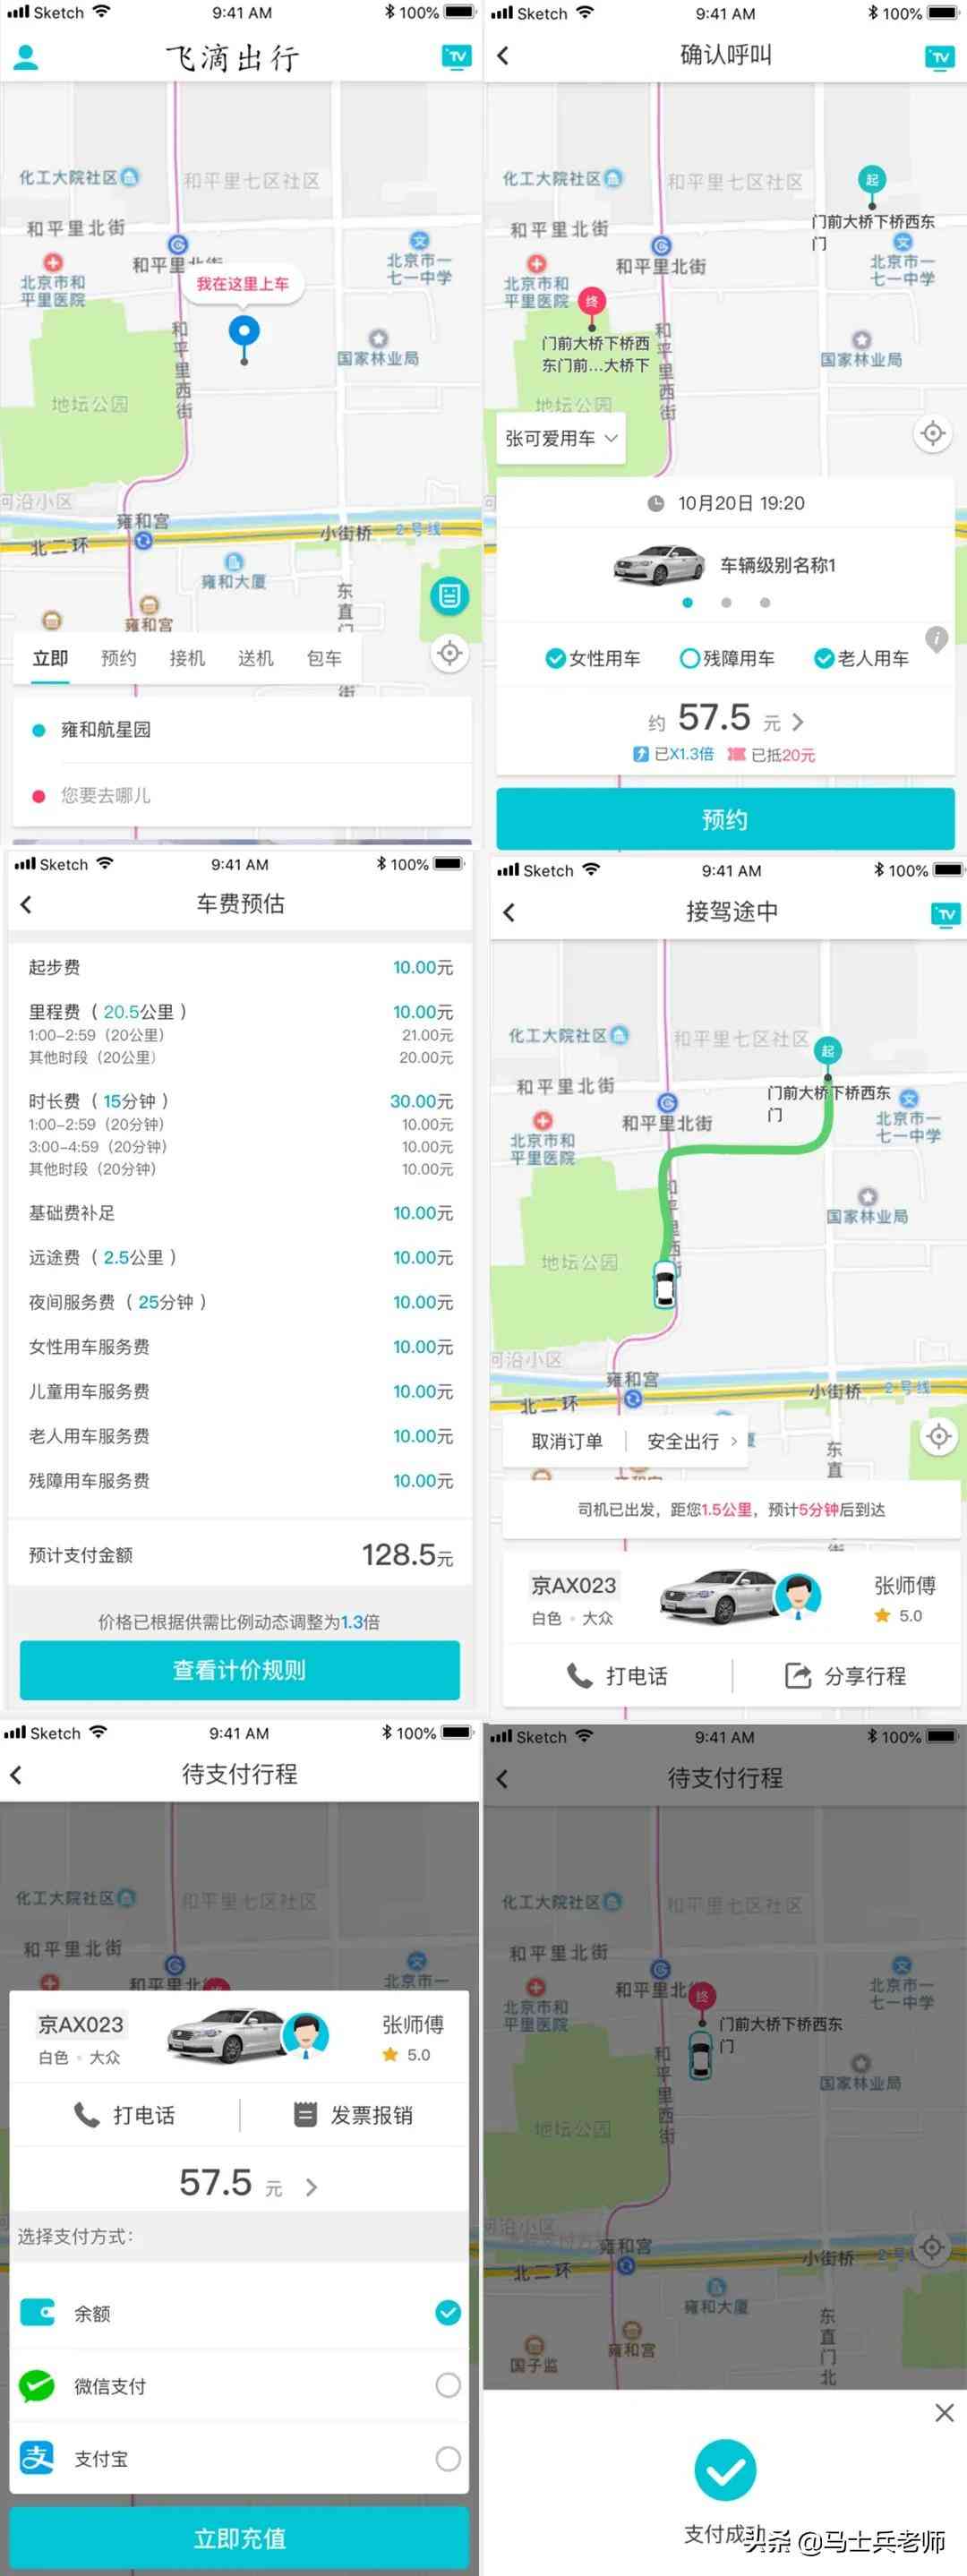 Sketch 9:41 AM 100%
飞滴出行
TV
化工大院社区
和平里七区社区
和平里北街
和平里北街
北京市和
平里医院
我在这里上车
文
北京市一
七一中学
和平里西街
国家林业局
地坛公园
河沿小区
雍和宫
小街桥
2号线
北二环
雍和大厦
雍和宫
东直门
街
立即 预约 接机 送机 包车
雍和航星园
您要去哪儿
Sketch 9:41 AM 100%
确认呼叫
TV
化工大院社区
和平里七区社区
起
门前大桥下桥西东
门
和平里北街
和平里北街
文
北京市一
七一中学
北京市和
平里医院
终
门前大桥下桥西
东门前...大桥下
和平里西街
国家林业局
地坛公园
张可爱用车
10月20日 19:20
车辆级别名称1
女性用车 残障用车 老人用车
约 57.5 元
已X1.3倍 已抵20元
预约
Sketch 9:41 AM 100%
车费预估
起步费 10.00元
里程费（20.5公里） 10.00元
1:00-2:59（20公里） 21.00元
其他时段（20公里） 20.00元
时长费（15分钟） 30.00元
1:00-2:59（20分钟） 10.00元
3:00-4:59（20分钟） 10.00元
其他时段（20分钟） 10.00元
基础费补足 10.00元
远途费（2.5公里） 10.00元
夜间服务费（25分钟） 10.00元
女性用车服务费 10.00元
儿童用车服务费 10.00元
老人用车服务费 10.00元
残障用车服务费 10.00元
预计支付金额 128.5元
价格已根据供需比例动态调整为1.3倍
查看计价规则
Sketch 9:41 AM 100%
接驾途中
TV
化工大院社区
和平里七区社区
起
门前大桥下桥西东
门
和平里北街
和平里北街
文
北京市一
七一中学
北京市和
平里医院
和平里西街
国家林业局
地坛公园
河沿小区
雍和宫
小街桥
2号线
北二环
东直
取消订单 安全出行
司机已出发，距您1.5公里，预计5分钟后到达
京AX023 张师傅
白色 大众 5.0
打电话 分享行程
Sketch 9:41 AM 100%
待支付行程
化工大院社区
和平里七区社区
和平里北街
和平里北
北京市一
京AX023 张师傅
白色 大众 5.0
打电话 发票报销
57.5 元
选择支付方式：
余额
微信支付
支 支付宝
立即充值
Sketch 9:41 AM 100%
待支付行程
化工大院社区
和平里七区社区
和平里北街
和平里北
文
北京市一
七一中学
北京市和
平里医院
终
门前大桥下桥西东
门
和平里西街
国家林业局
地坛公园
河沿小区
雍和宫
小街桥
2号
北二环
雍和大厦
雍和宫
国子监
东直门北
支付成功
头条 @马士兵老师